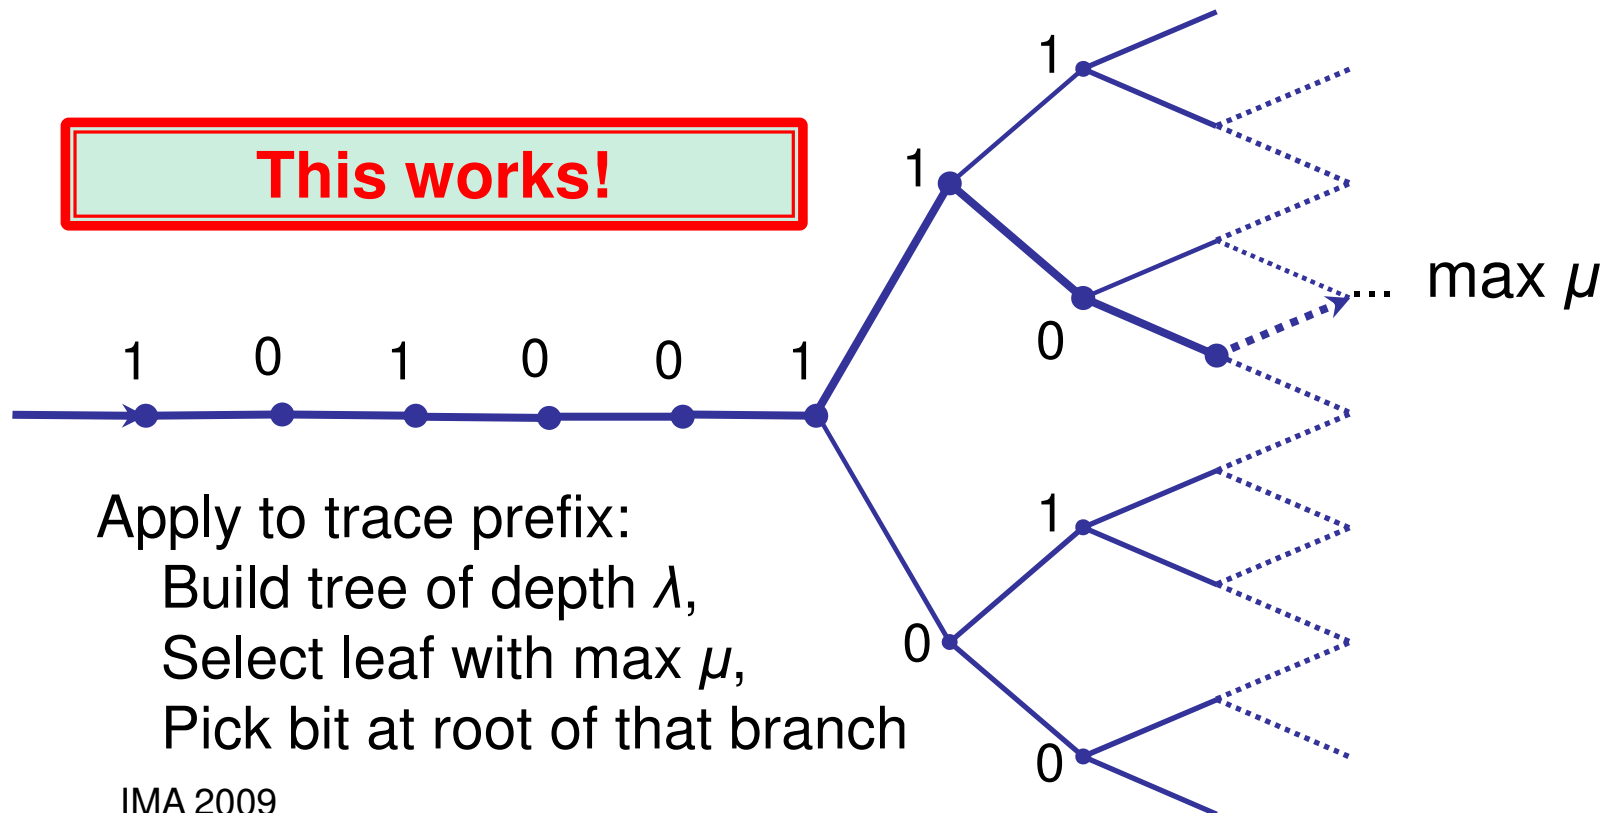 This works!
1 0 1 0 0 1
1
1
0
0
1
0
... max μ
Apply to trace prefix:
Build tree of depth λ,
Select leaf with max μ,
Pick bit at root of that branch
IMA 2009